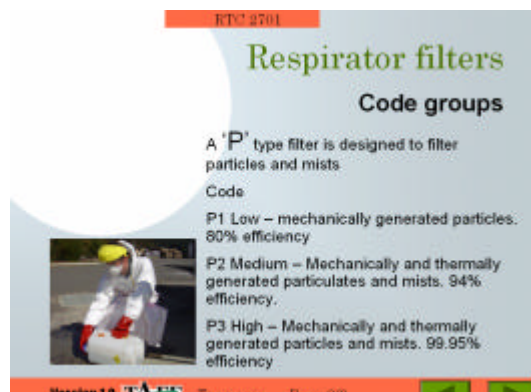 RTC 2701
Respirator filters
Code groups
A 'P' type filter is designed to filter
particles and mists
Code
P1 Low – mechanically generated particles.
80% efficiency
P2 Medium – Mechanically and thermally
generated particulates and mists. 94%
efficiency.
P3 High – Mechanically and thermally
generated particles and mists. 99.95%
efficiency